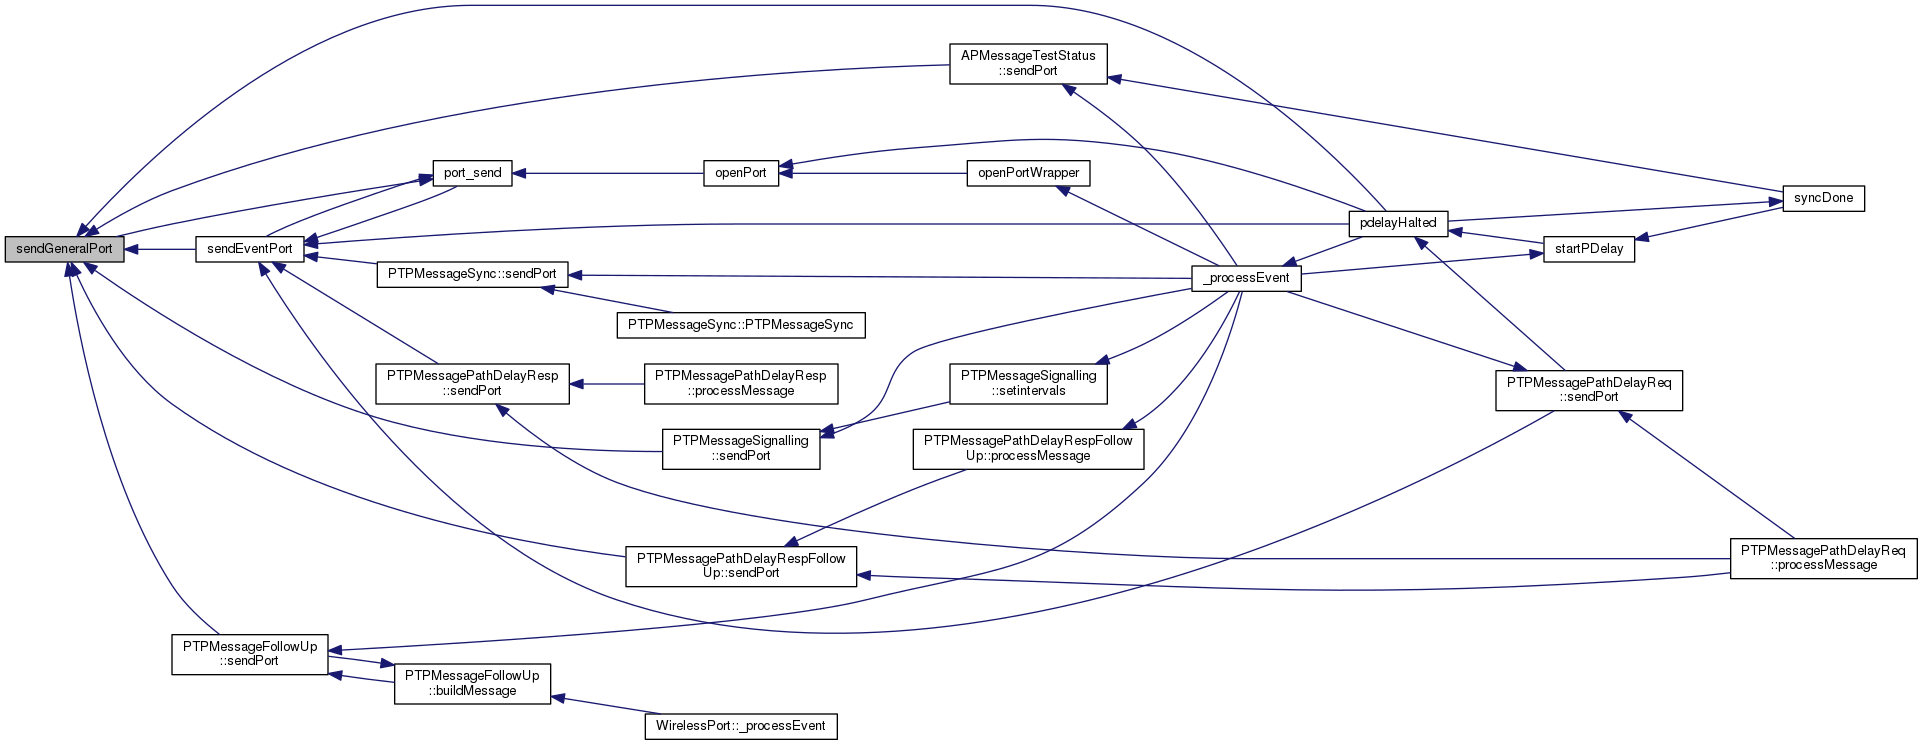 APMessageTestStatus
::sendPort
port_send
openPort
openPortWrapper
syncDone
pdelayHalted
sendGeneralPort
sendEventPort
startPDelay
PTPMessageSync::sendPort
_processEvent
PTPMessageSync::PTPMessageSync
PTPMessagePathDelayResp
::sendPort
PTPMessagePathDelayResp
::processMessage
PTPMessageSignalling
::setintervals
PTPMessagePathDelayReq
::sendPort
PTPMessageSignalling
::sendPort
PTPMessagePathDelayRespFollow
Up::processMessage
PTPMessagePathDelayRespFollow
Up::sendPort
PTPMessagePathDelayReq
::processMessage
PTPMessageFollowUp
::sendPort
PTPMessageFollowUp
::buildMessage
WirelessPort::_processEvent